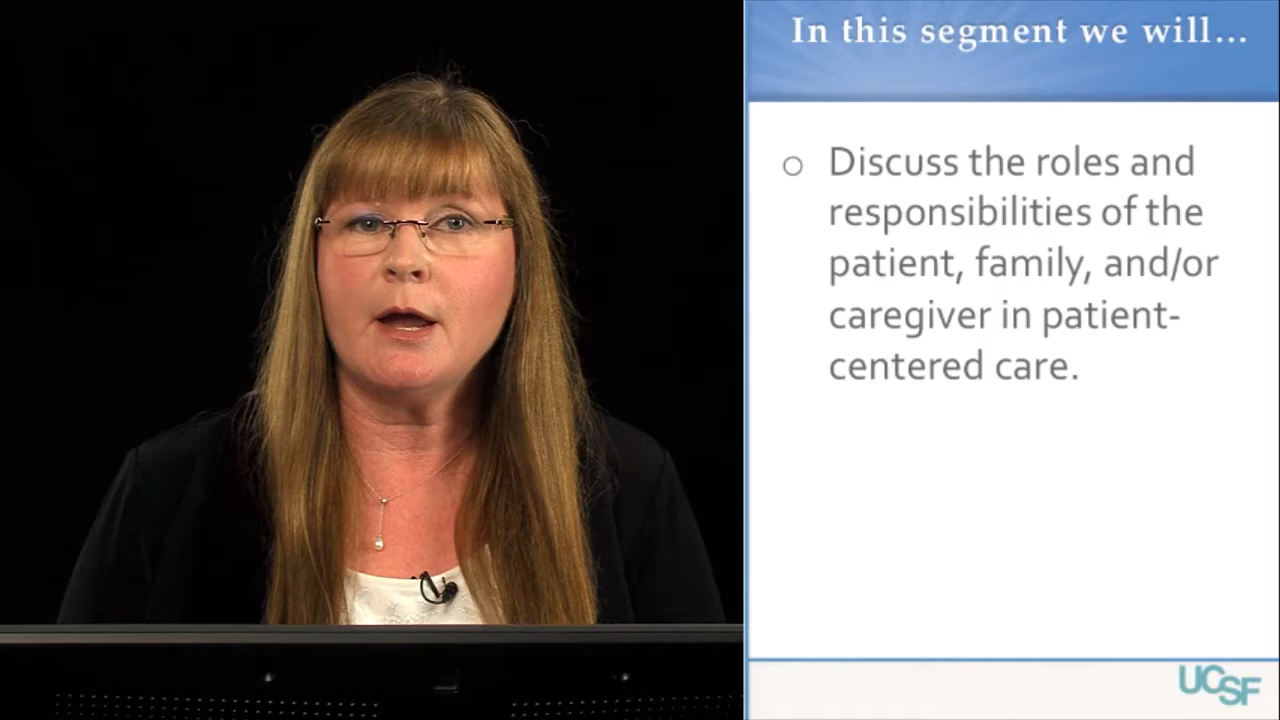 In this segment we will...
○ Discuss the roles and
responsibilities of the
patient, family, and/or
caregiver in patient-
centered care.
UCSF